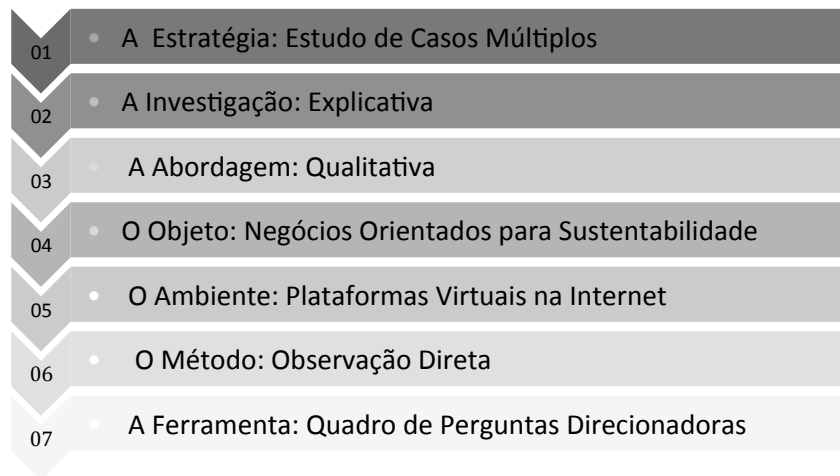 01 • A Estratégia: Estudo de Casos Múltiplos
02 • A Investigação: Explicativa
03 • A Abordagem: Qualitativa
04 • O Objeto: Negócios Orientados para Sustentabilidade
05 • O Ambiente: Plataformas Virtuais na Internet
06 • O Método: Observação Direta
07 • A Ferramenta: Quadro de Perguntas Direcionadoras